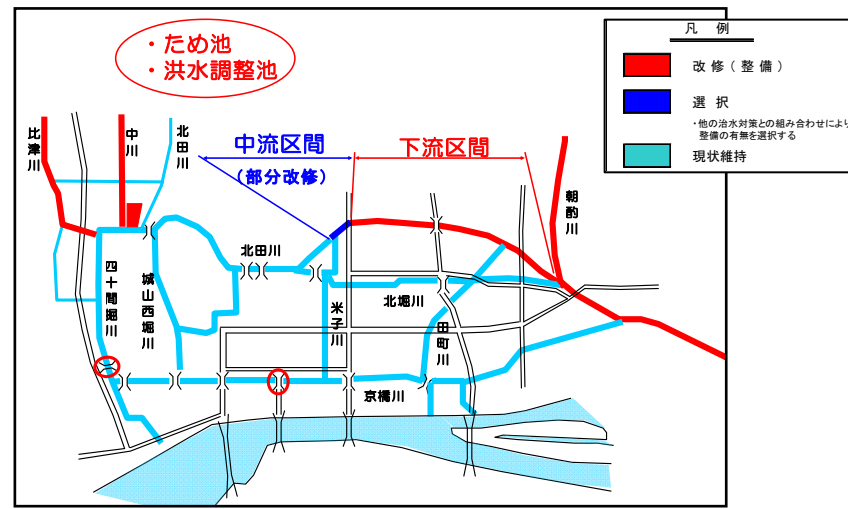 ・ため池
・洪水調整池
凡 例
改修（整備）
選 択
・他の治水対策との組み合わせにより
整備の有無を選択する
現状維持
比津川
中川
北田川
中流区間
(部分改修)
下流区間
朝酌川
四十間掘川
城山西堀川
北田川
米子川
北堀川
田町川
京橋川